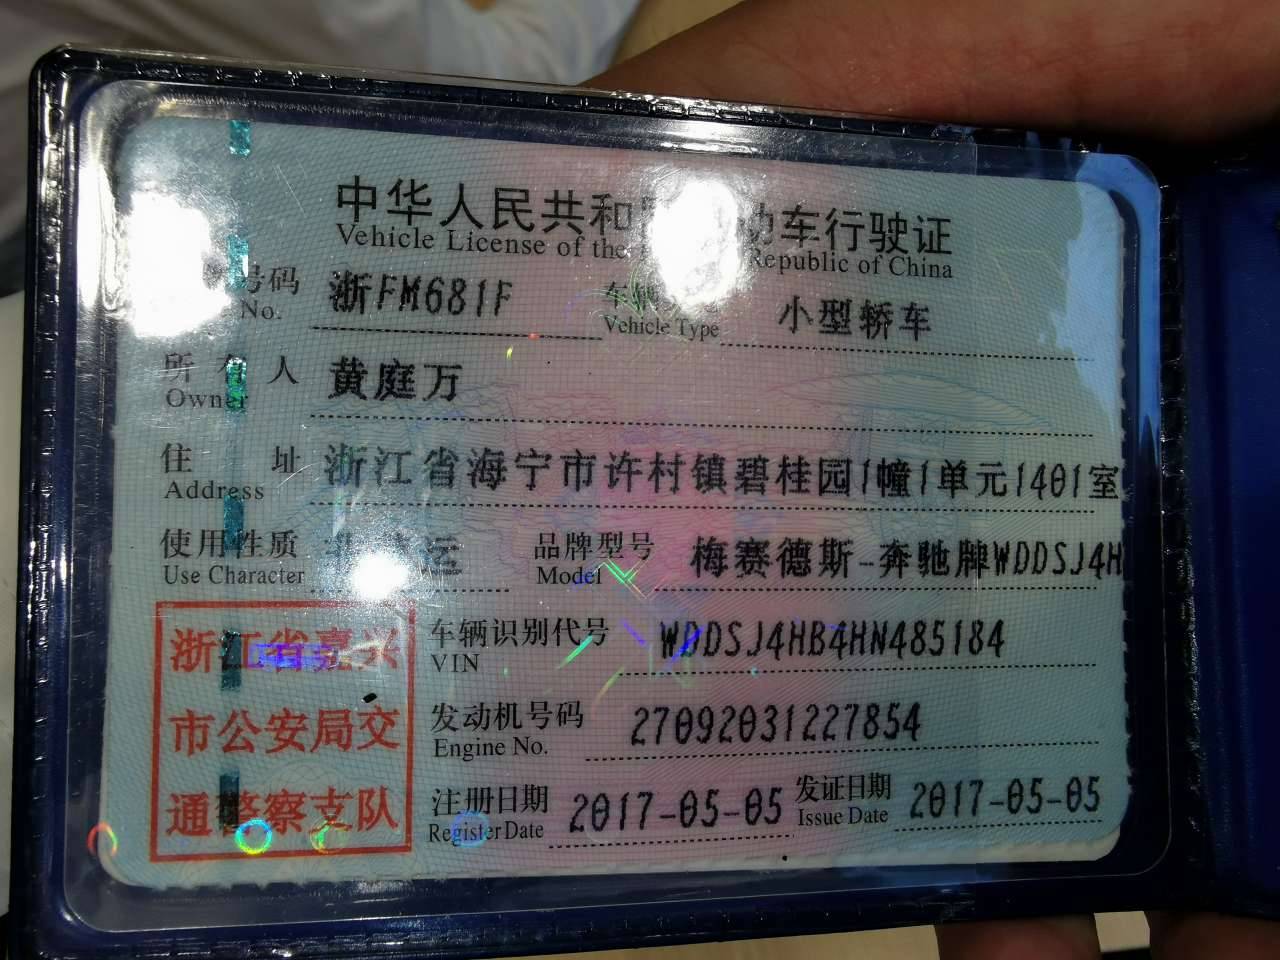 中华人民共和 动车行驶证
Vehicle License of the Republic of China
号码 浙FM681F 车辆 小型轿车
No. Vehicle Type
所有人 黄庭万
Owner
住址 浙江省海宁市许村镇碧桂园1幢1单元1401室
Address
使用性质 运 品牌型号 梅赛德斯-奔驰牌WDDSJ4H
Use Character Model
浙江省嘉兴 车辆识别代号 WDDSJ4HB4HN485184
VIN
市公安局交 发动机号码 27092031227854
Engine No.
通警察支队 注册日期 2017-05-05 发证日期 2017-05-05
Register Date Issue Date